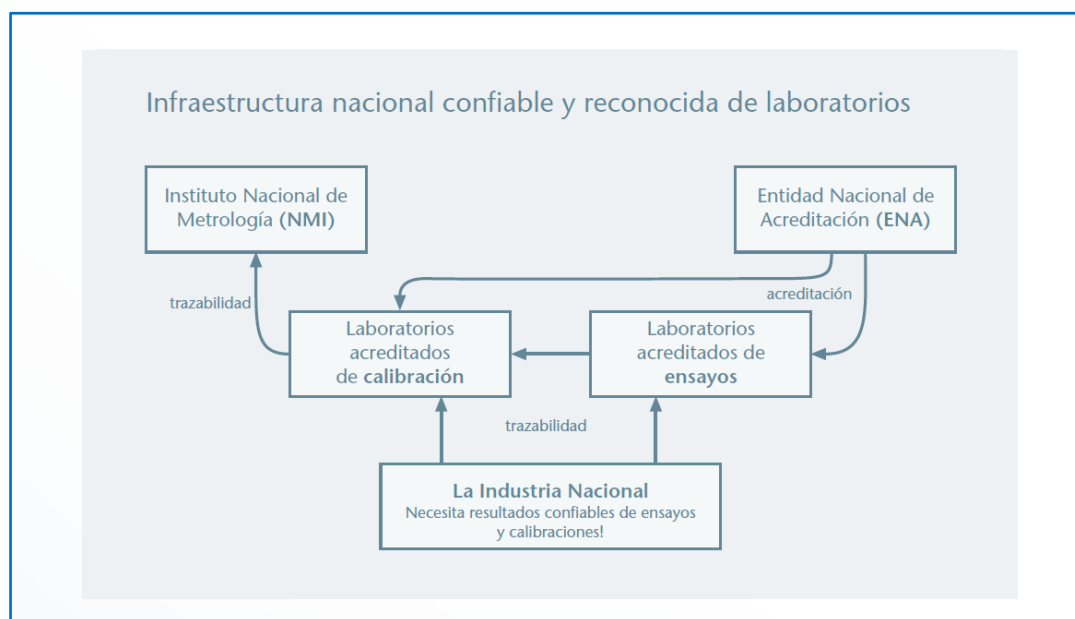 Infraestructura nacional confiable y reconocida de laboratorios
Instituto Nacional de
Metrología (NMI)
Entidad Nacional de
Acreditación (ENA)
trazabilidad
acreditación
Laboratorios
acreditados
de calibración
Laboratorios
acreditados de
ensayos
trazabilidad
La Industria Nacional
Necesita resultados confiables de ensayos
y calibraciones!